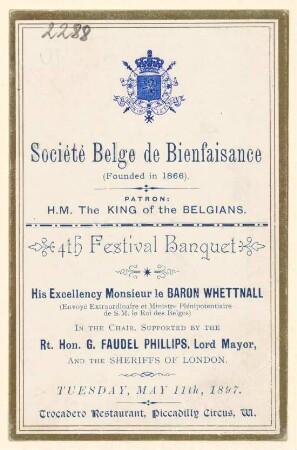 2288
Société Belge de Bienfaisance
(Founded in 1866).
PATRON:
H.M. The KING of the BELGIANS.
4th Festival Banquet
His Excellency Monsieur le BARON WHETTNALL
(Envoyé Extraordinaire et Ministre Plénipotentiaire
de S.M. le Roi des Belges)
IN THE CHAIR, SUPPORTED BY THE
Rt. Hon. G. FAUDEL PHILLIPS, Lord Mayor,
AND THE SHERIFFS OF LONDON.
TUESDAY, MAY 11th, 1897.
Trocadero Restaurant, Piccadilly Circus, W.